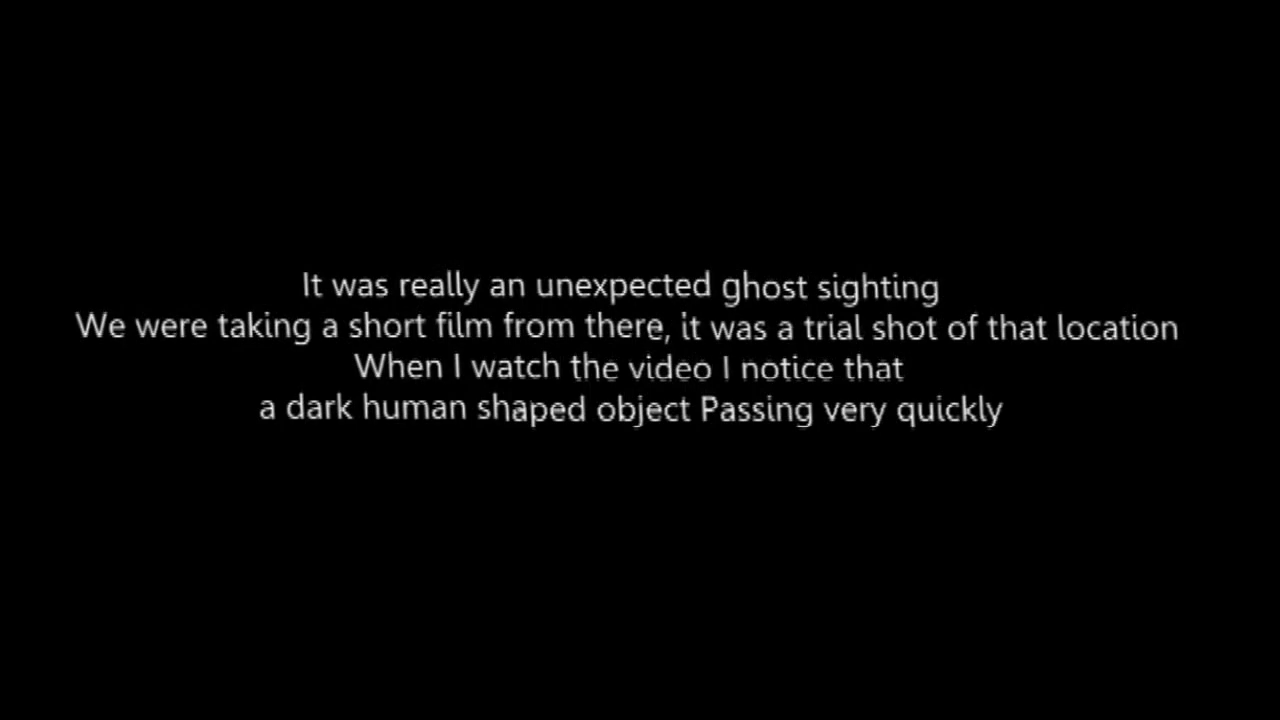 It was really an unexpected ghost sighting
We were taking a short film from there, it was a trial shot of that location
When I watch the video I notice that
a dark human shaped object Passing very quickly